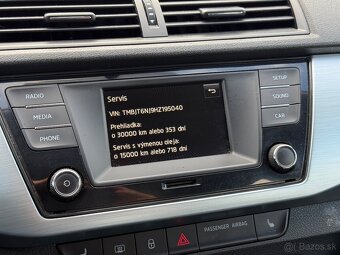 Servis
VIN: TMBJT6NJ9HZ195040
Prehliadka:
o 30000 km alebo 353 dní
Servis s výmenou oleja:
o 15000 km alebo 718 dní
RADIO
MEDIA
PHONE
SETUP
SOUND
CAR
PASSENGER AIRBAG
Bazos.sk